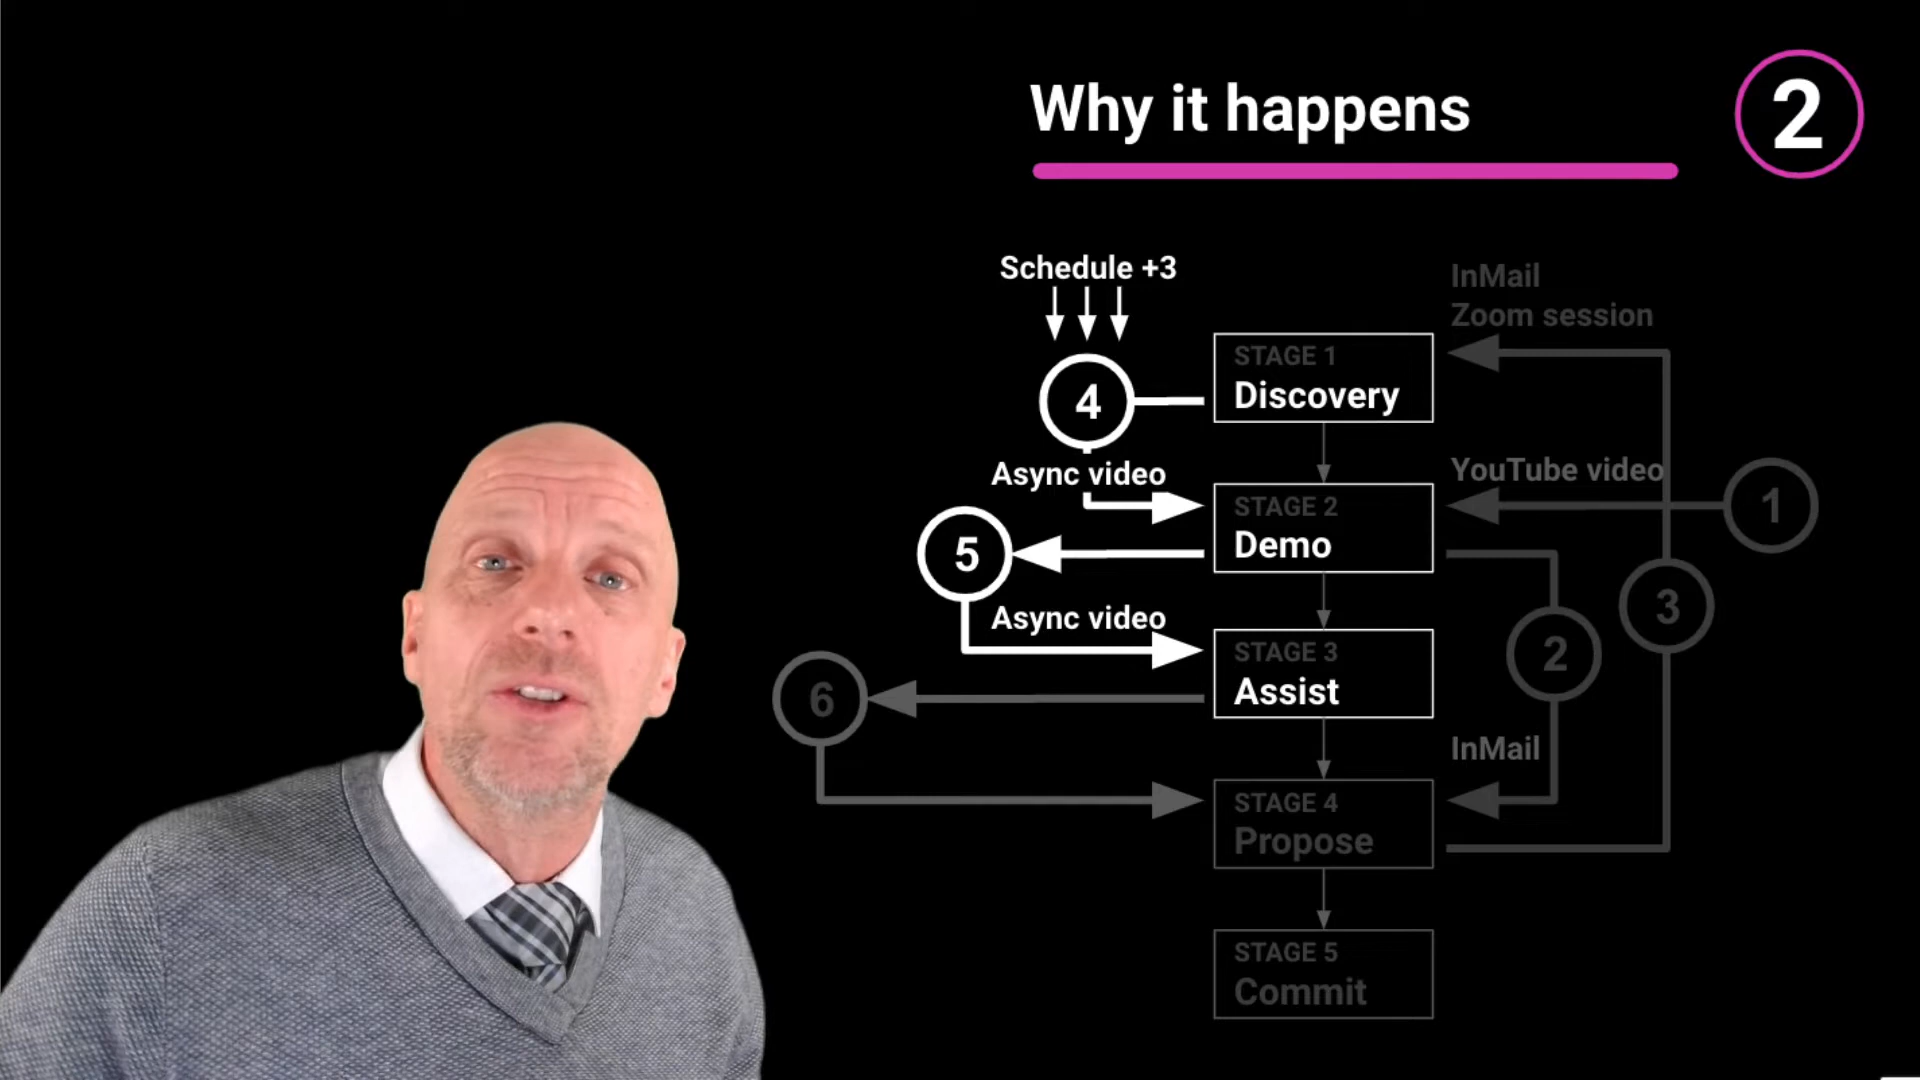 Why it happens
2
Schedule +3
InMail
Zoom session
STAGE 1
Discovery
4
Async video
YouTube video
1
STAGE 2
Demo
5
Async video
3
2
STAGE 3
Assist
6
InMail
STAGE 4
Propose
STAGE 5
Commit